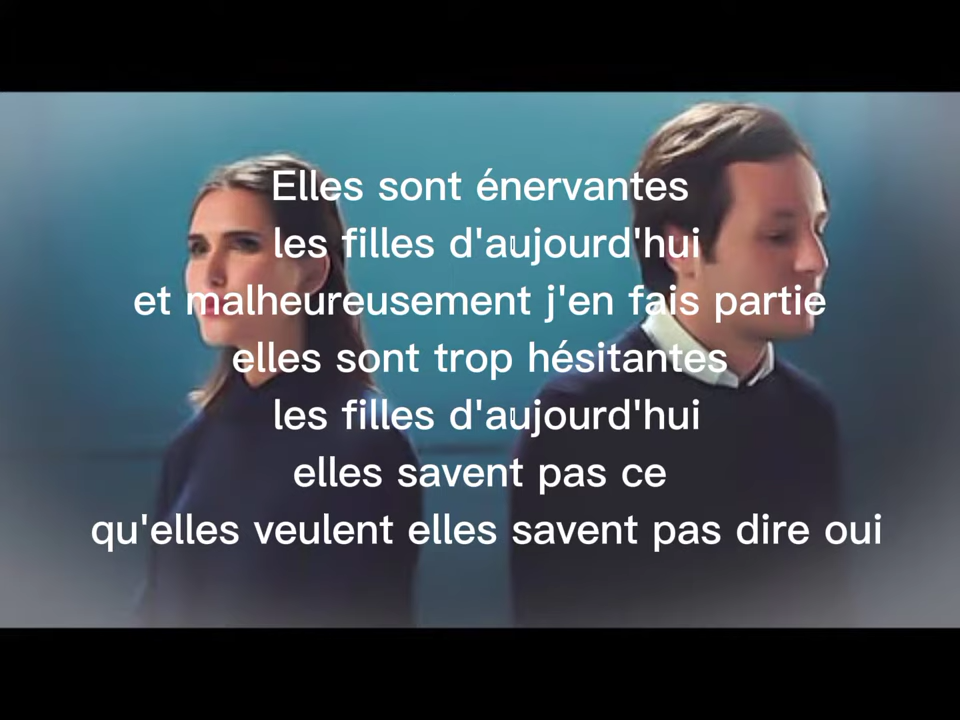 Elles sont énervantes
les filles d'aujourd'hui
et malheureusement j'en fais partie
elles sont trop hésitantes
les filles d'aujourd'hui
elles savent pas ce
qu'elles veulent elles savent pas dire oui